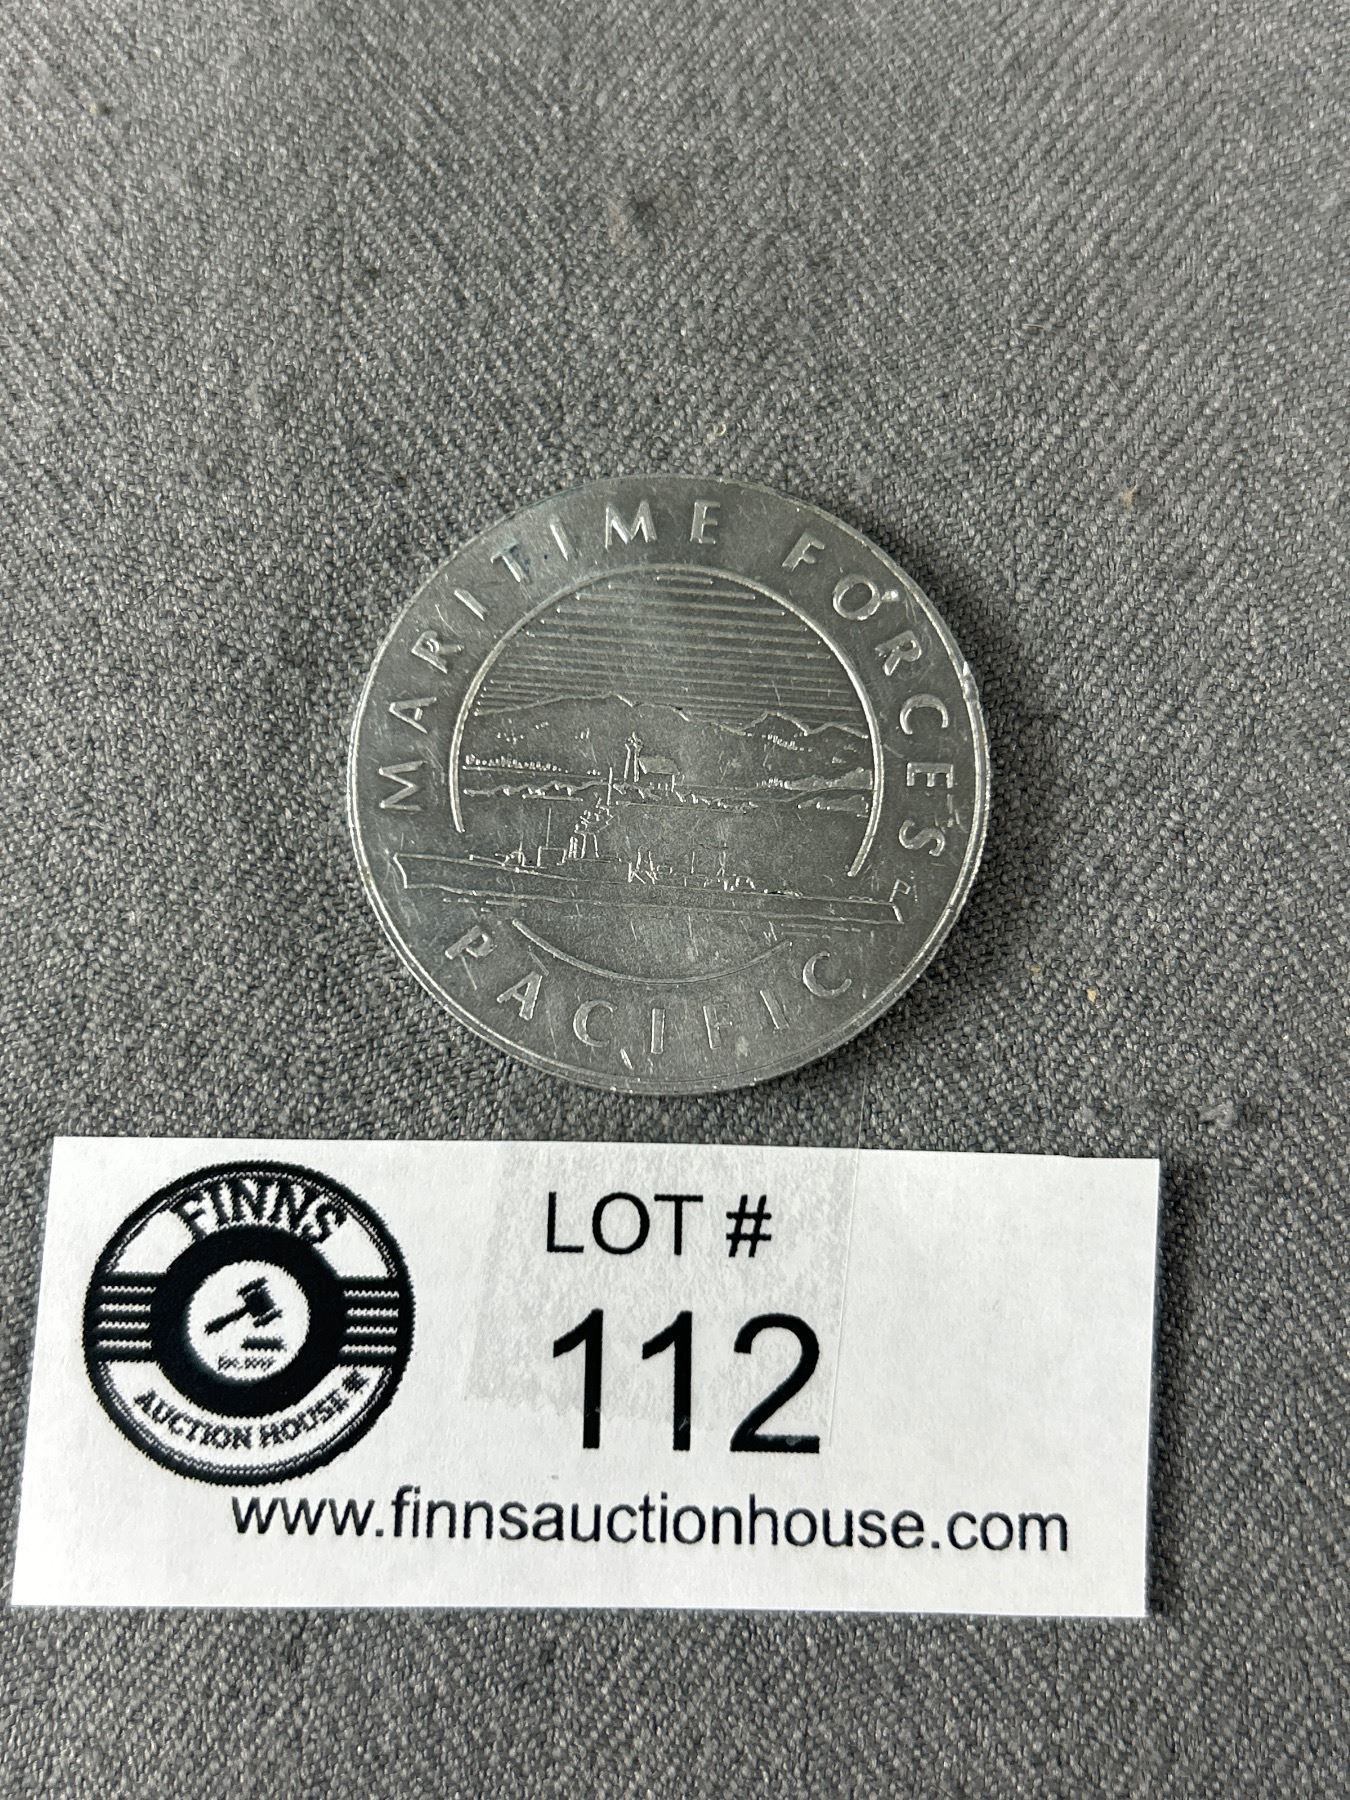 MARITIME FORCES
PACIFIC
FINNS
AUCTION HOUSE
LOT #
112
www.finnsauctionhouse.com